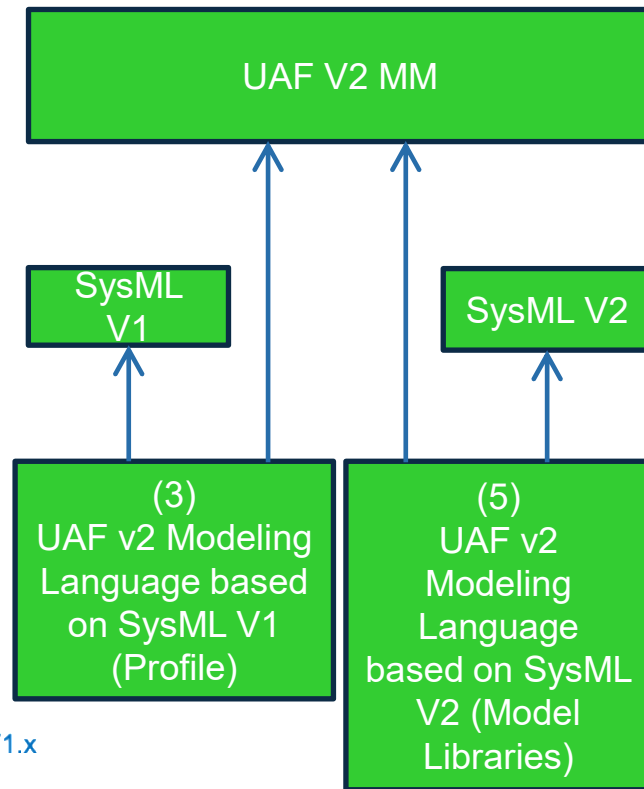 UAF V2 MM
SysML
V1
SysML V2
(3)
UAF v2 Modeling
Language based
on SysML V1
(Profile)
(5)
UAF v2
Modeling
Language
based on SysML
V2 (Model
Libraries)
1.x